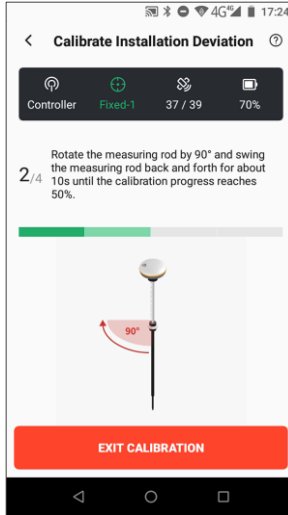 4G 4G 17:24
Calibrate Installation Deviation ?
Controller Fixed-1 37 / 39 70%
2/4
Rotate the measuring rod by 90° and swing
the measuring rod back and forth for about
10s until the calibration progress reaches
50%.
90°
EXIT CALIBRATION